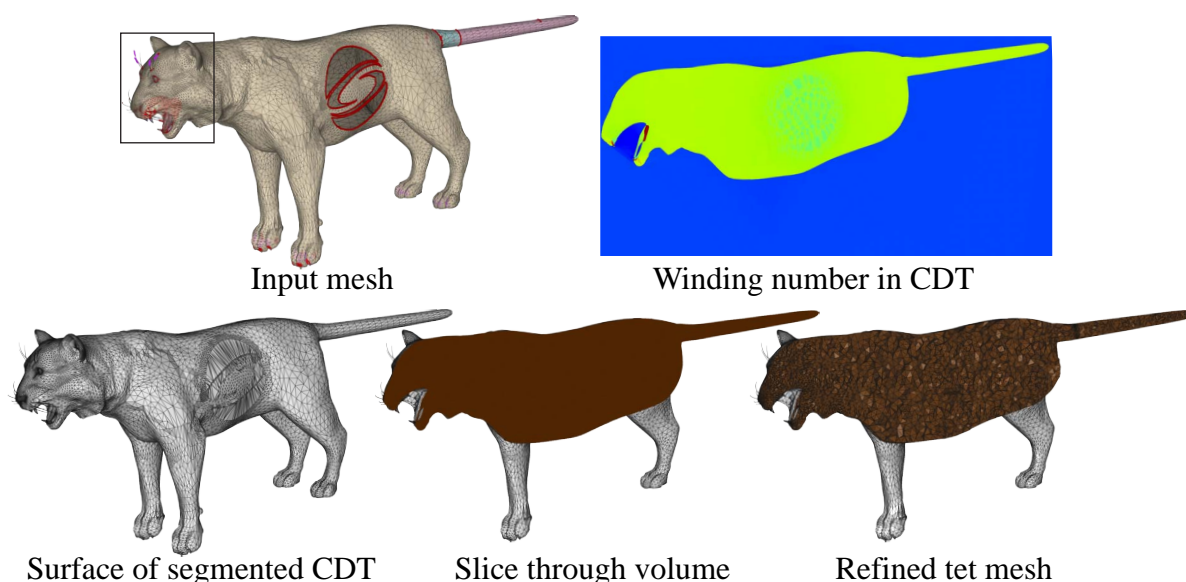 Input mesh
Winding number in CDT
Surface of segmented CDT
Slice through volume
Refined tet mesh